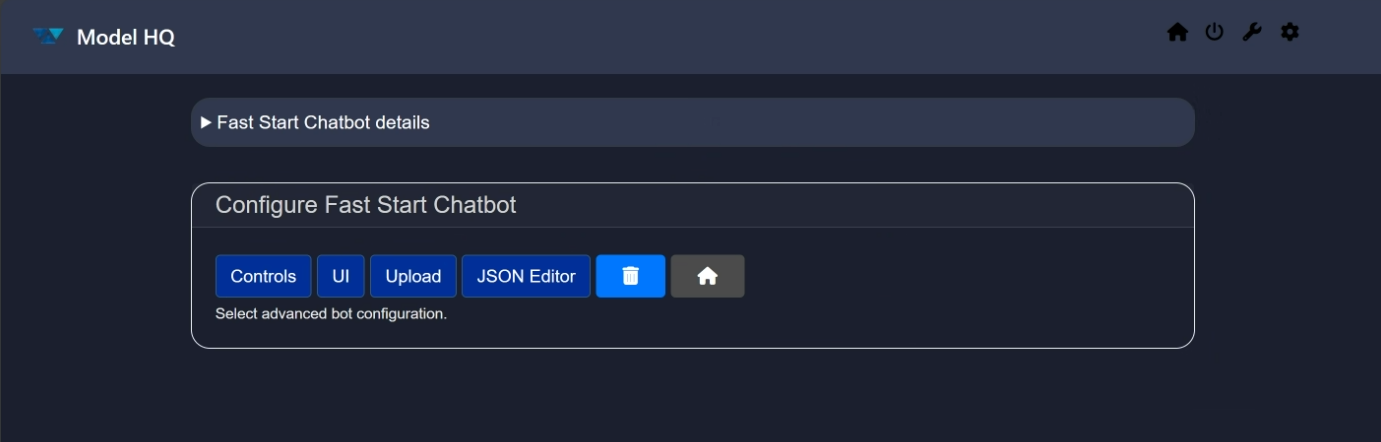 Model HQ
Fast Start Chatbot details
Configure Fast Start Chatbot
Controls UI Upload JSON Editor
Select advanced bot configuration.